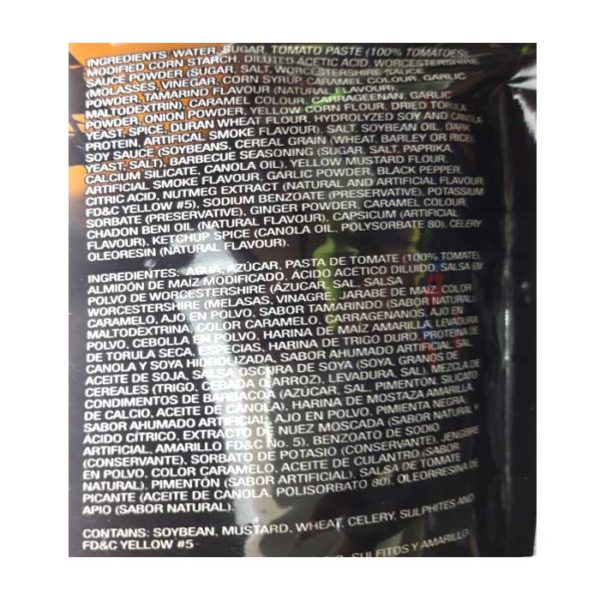 INGREDIENTS: WATER, SUGAR, TOMATO PASTE (100% TOMATOES),
MODIFIED CORN STARCH, DILUTED ACETIC ACID, WORCESTERSHIRE
SAUCE POWDER (SUGAR, SALT, WORCESTERSHIRE SAUCE
(MOLASSES, VINEGAR, CORN SYRUP, CARAMEL COLOUR, GARLIC
POWDER, TAMARIND FLAVOUR (NATURAL FLAVOUR),
MALTODEXTRIN), CARAMEL COLOUR, CARRAGEENAN, GARLIC
POWDER, ONION POWDER, YELLOW CORN FLOUR, DRIED TORULA
YEAST, SPICE, DURAN WHEAT FLOUR, HYDROLYZED SOY AND CANOLA
PROTEIN, ARTIFICAL SMOKE FLAVOUR), SALT, SOYBEAN OIL, DARK
SOY SAUCE (SOYBEANS, CEREAL GRAIN (WHEAT, BARLEY OR RICE),
YEAST, SALT), BARBECUE SEASONING (SUGAR, SALT, PAPRIKA,
CALCIUM SILICATE, CANOLA OIL), YELLOW MUSTARD FLOUR,
ARTIFICIAL SMOKE FLAVOUR, GARLIC POWDER, BLACK PEPPER,
CITRIC ACID, NUTMEG EXTRACT (NATURAL AND ARTIFICIAL FLAVOUR,
FD&C YELLOW #5), SODIUM BENZOATE (PRESERVATIVE), POTASSIUM
SORBATE (PRESERVATIVE), GINGER POWDER, CARAMEL COLOUR,
CHADON BENI OIL (NATURAL FLAVOUR), CAPSICUM (ARTIFICIAL
FLAVOUR), KETCHUP SPICE (CANOLA OIL, POLYSORBATE 80), CELERY
OLEORESIN (NATURAL FLAVOUR).
INGREDIENTES: AGUA, AZÚCAR, PASTA DE TOMATE (100% TOMATE),
ALMIDÓN DE MAÍZ MODIFICADO, ÁCIDO ACÉTICO DILUIDO, SALSA EN
POLVO DE WORCESTERSHIRE (AZÚCAR, SAL, SALSA
WORCESTERSHIRE (MELASAS, VINAGRE, JARABE DE MAÍZ, COLOR
CARAMELO, AJO EN POLVO, SABOR TAMARINDO (SABOR NATURAL),
MALTODEXTRINA, COLOR CARAMELO, CARRAGENANOS, AJO EN
POLVO, CEBOLLA EN POLVO, HARINA DE MAÍZ AMARILLA, LEVADURA
DE TORULA SECA, ESPECIAS, HARINA DE TRIGO DURO, PROTEINA DE
CANOLA Y SOYA HIDROLIZADA, SABOR AHUMADO ARTIFICIAL), SAL,
ACEITE DE SOJA, SALSA OSCURA DE SOYA (SOYA, GRANOS DE
CEREALES (TRIGO, CEBADA O ARROZ), LEVADURA, SAL), MEZCLA DE
CONDIMENTOS DE BARBACOA (AZÚCAR, SAL, PIMENTÓN, SILICATO
DE CALCIO, ACEITE DE CANOLA), HARINA DE MOSTAZA AMARILLA,
SABOR AHUMADO ARTIFICIAL, AJO EN POLVO, PIMIENTA NEGRA,
ÁCIDO CÍTRICO, EXTRACTO DE NUEZ MOSCADA (SABOR NATURAL Y
ARTIFICIAL, AMARILLO FD&C No. 5), BENZOATO DE SODIO
(CONSERVANTE), SORBATO DE POTASIO (CONSERVANTE), JENGIBRE
EN POLVO, COLOR CARAMELO, ACEITE DE CULANTRO (SABOR
NATURAL), PIMENTÓN (SABOR ARTIFICIAL), SALSA DE TOMATE
PICANTE (ACEITE DE CANOLA, POLISORBATO 80), OLEORRESINA DE
APIO (SABOR NATURAL).
CONTAINS: SOYBEAN, MUSTARD, WHEAT, CELERY, SULPHITES AND
FD&C YELLOW #5
SULFITOS Y AMARILLO